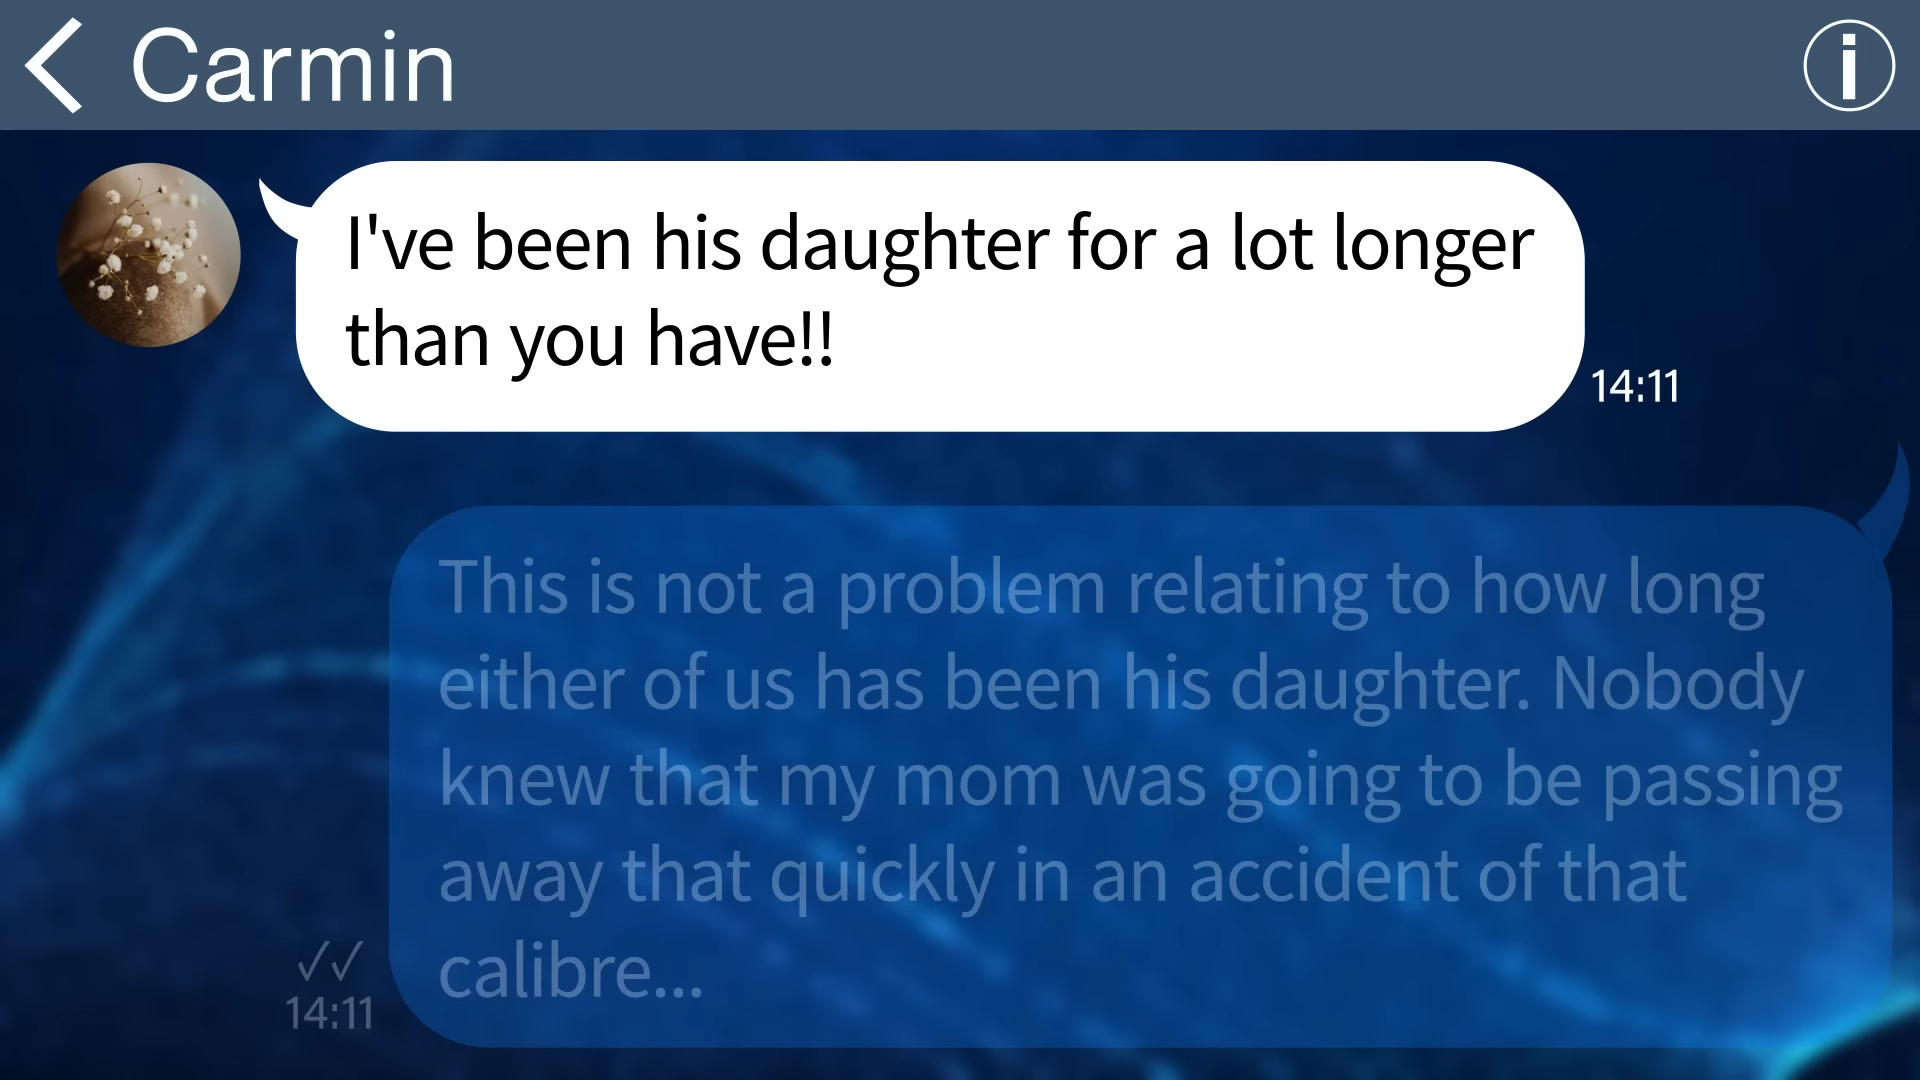 Carmin
I've been his daughter for a lot longer
than you have!!
14:11
This is not a problem relating to how long
either of us has been his daughter. Nobody
knew that my mom was going to be passing
away that quickly in an accident of that
calibre...
14:11